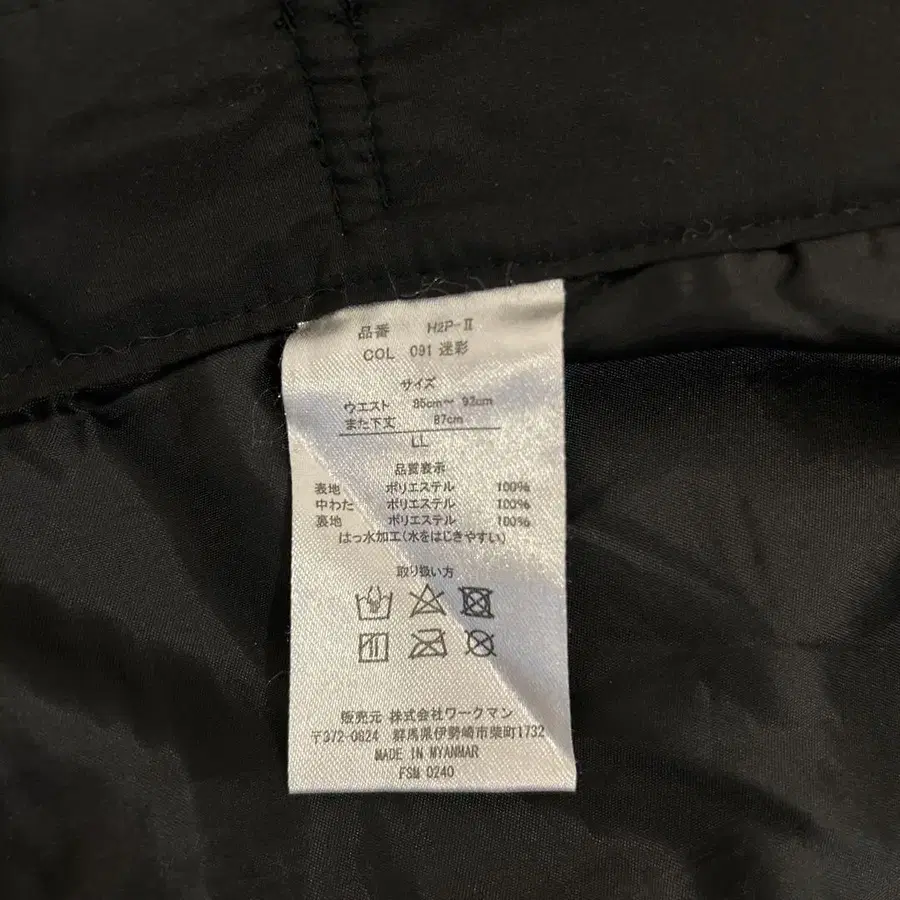 品番 H2P-Ⅱ
COL 091 迷彩
サイズ
ウエスト 85cm～ 93cm
また下丈 87cm
LL
品質表示
表地 ポリエステル 100%
中わた ポリエステル 100%
裏地 ポリエステル 100%
はっ水加工(水をはじきやすい)
取り扱い方
販売元 株式会社ワークマン
〒372-0824 群馬県伊勢崎市柴町1732
MADE IN MYANMAR
FSM 0240